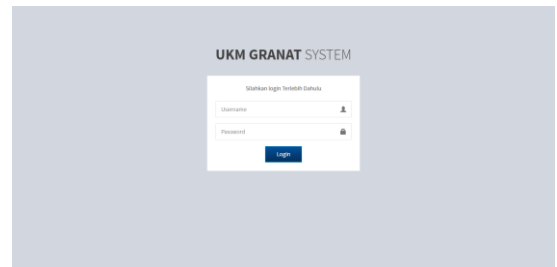 UKM GRANAT SYSTEM
Silahkan login Terlebih Dahulu
Username
Password
Login